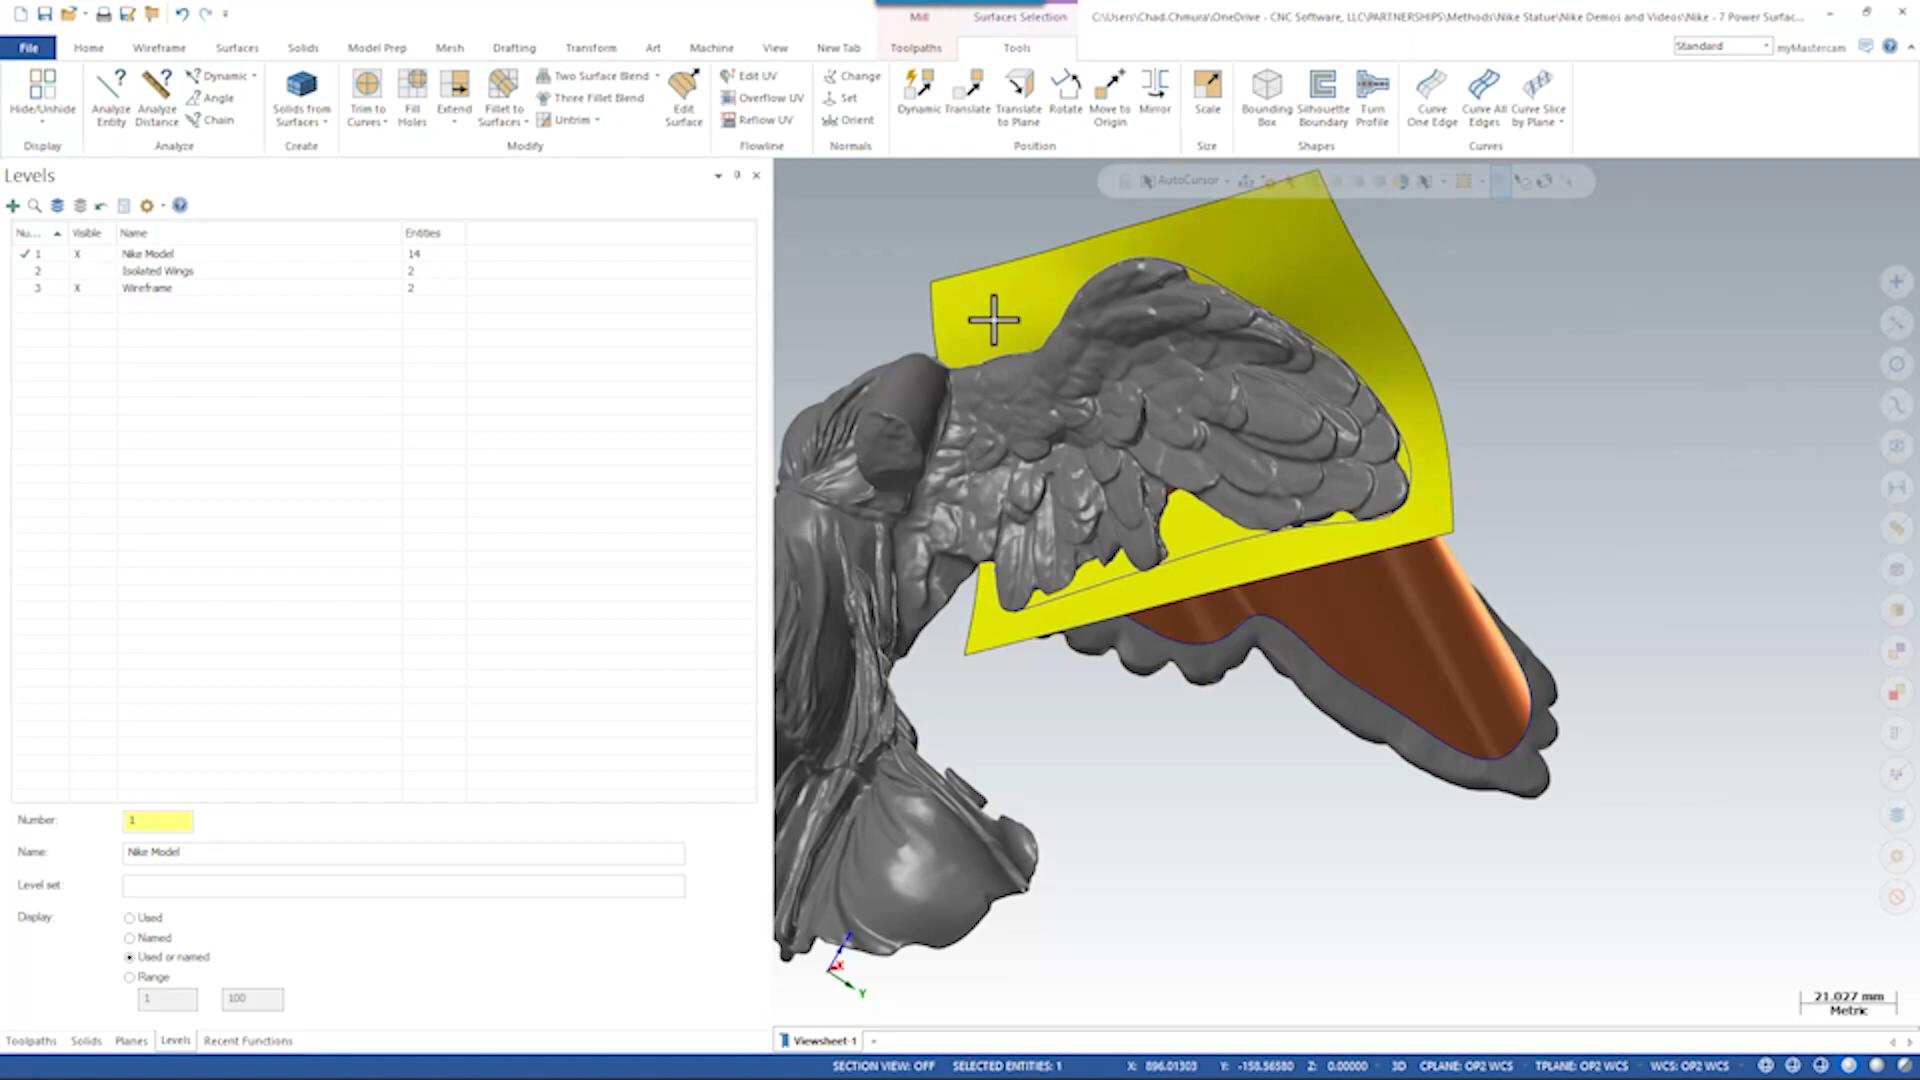 Mill
Surfaces Selection
C:\Users\Chad.Chmura\OneDrive - CNC Software, LLC\PARTNERSHIPS\Methods\Nike Statue\Nike Demos and Videos\Nike - 7 Power Surfac...
File
Home
Wireframe
Surfaces
Solids
Model Prep
Mesh
Drafting
Transform
Art
Machine
View
New Tab
Toolpaths
Tools
Standard
myMastercam
Hide/Unhide
Display
Analyze Entity
Analyze Distance
Dynamic
Angle
Chain
Analyze
Solids from Surfaces
Create
Trim to Curves
Fill Holes
Extend
Fillet to Surfaces
Two Surface Blend
Three Fillet Blend
Untrim
Edit Surface
Modify
Edit UV
Overflow UV
Reflow UV
Flowline
Change
Set
Orient
Normals
Dynamic
Translate
Translate to Plane
Rotate
Move to Origin
Mirror
Position
Scale
Size
Bounding Box
Silhouette Boundary
Turn Profile
Shapes
Curve One Edge
Curve All Edges
Curve Slice by Plane
Curves
Levels
AutoCursor
Nu... Visible Name Entities
1 X Nike Model 14
2 Isolated Wings 2
3 X Wireframe 2
Number: 1
Name: Nike Model
Level set:
Display:
Used
Named
Used or named
Range
1 100
X
Y
21.027 mm
Metric
Toolpaths Solids Planes Levels Recent Functions
Viewsheet-1
SECTION VIEW: OFF SELECTED ENTITIES: 1 X: 896.01303 Y: -158.56580 Z: 0.00000 3D CPLANE: OP2 WCS TPLANE: OP2 WCS WCS: OP2 WCS